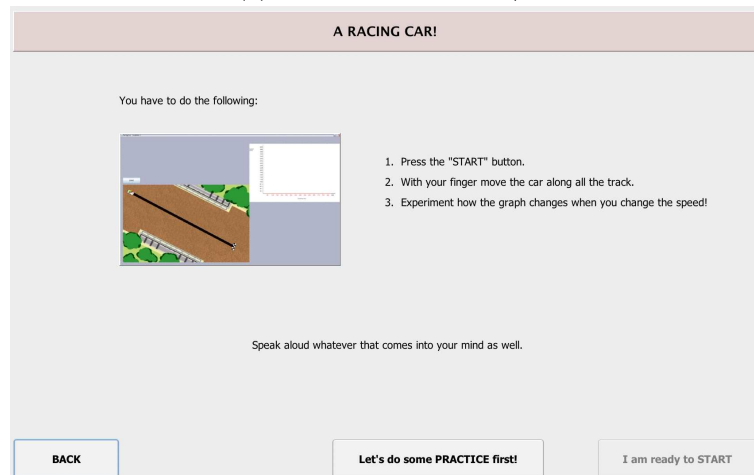 A RACING CAR!
You have to do the following:
1. Press the "START" button.
2. With your finger move the car along all the track.
3. Experiment how the graph changes when you change the speed!
Speak aloud whatever that comes into your mind as well.
BACK
Let's do some PRACTICE first!
I am ready to START